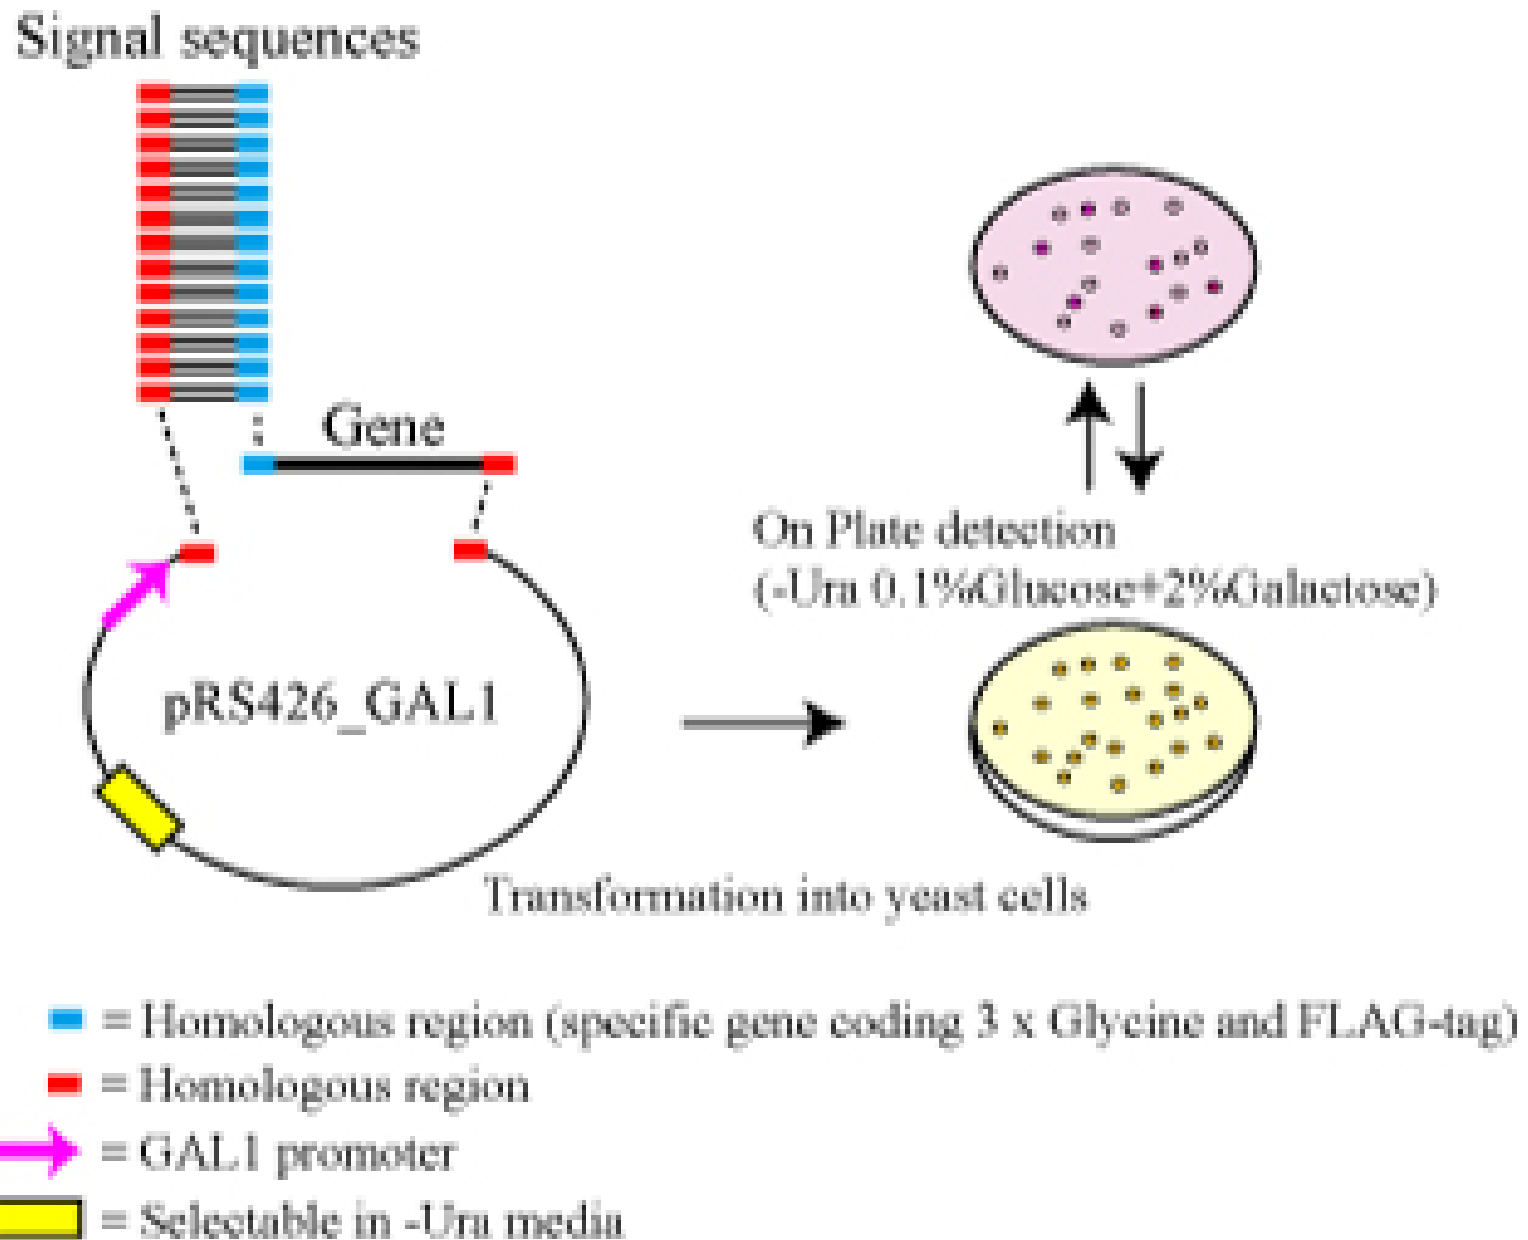 Signal sequences
Gene
On Plate detection
(-Ura 0.1%Glucose+2%Galactose)
pRS426_GAL1
Transformation into yeast cells
= Homologous region (specific gene coding 3 x Glycine and FLAG-tag)
= Homologous region
= GAL1 promoter
= Selectable in -Ura media